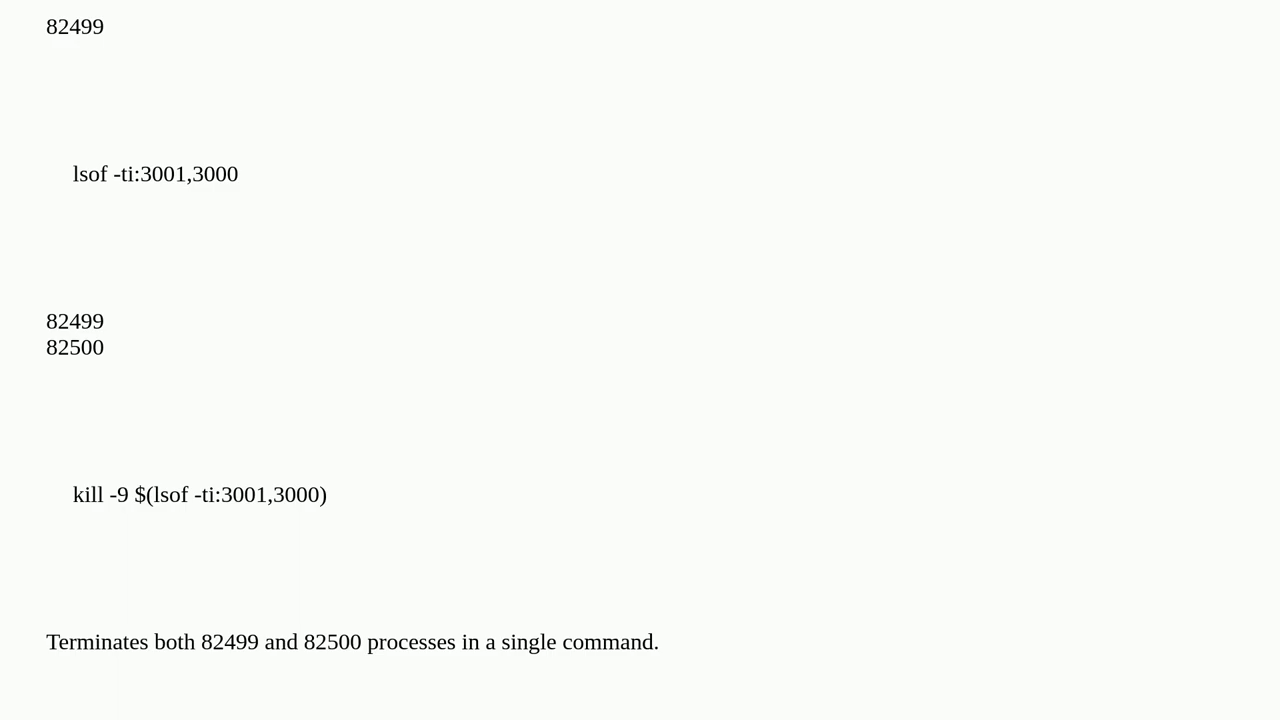 82499
lsof -ti:3001,3000
82499
82500
kill -9 $(lsof -ti:3001,3000)
Terminates both 82499 and 82500 processes in a single command.